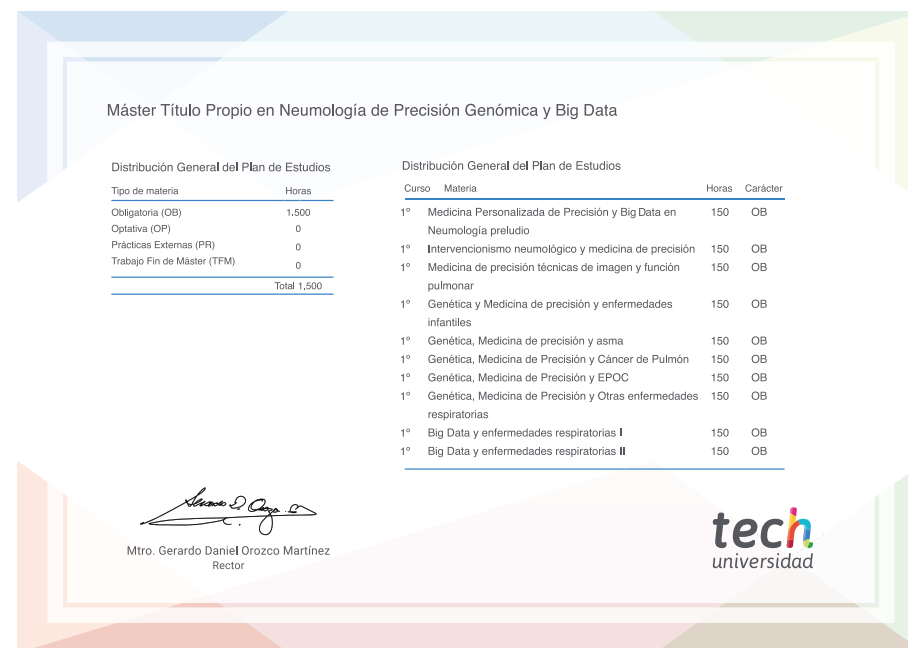 Máster Título Propio en Neumología de Precisión Genómica y Big Data
Distribución General del Plan de Estudios
Tipo de materia Horas
Obligatoria (OB) 1.500
Optativa (OP) 0
Prácticas Externas (PR) 0
Trabajo Fin de Máster (TFM) 0
Total 1.500
Distribución General del Plan de Estudios
Curso Materia Horas Carácter
1º Medicina Personalizada de Precisión y Big Data en 150 OB
Neumología preludio
1º Intervencionismo neumológico y medicina de precisión 150 OB
1º Medicina de precisión técnicas de imagen y función 150 OB
pulmonar
1º Genética y Medicina de precisión y enfermedades 150 OB
infantiles
1º Genética, Medicina de precisión y asma 150 OB
1º Genética, Medicina de Precisión y Cáncer de Pulmón 150 OB
1º Genética, Medicina de Precisión y EPOC 150 OB
1º Genética, Medicina de Precisión y Otras enfermedades 150 OB
respiratorias
1º Big Data y enfermedades respiratorias I 150 OB
1º Big Data y enfermedades respiratorias II 150 OB
Mtro. Gerardo Daniel Orozco Martínez
Rector
tech
universidad